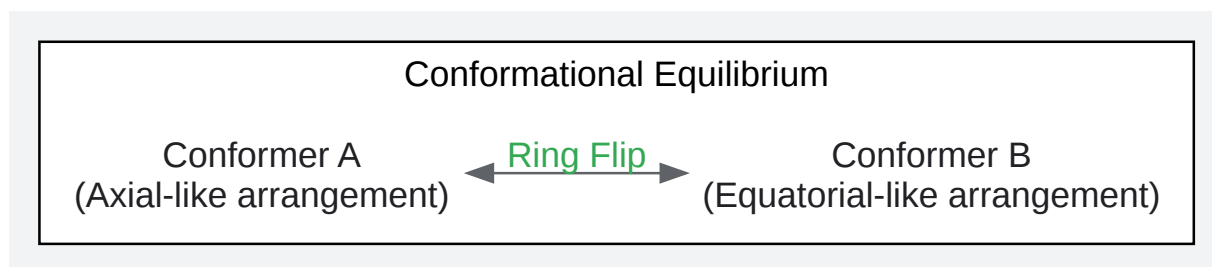 Conformational Equilibrium
Conformer A
(Axial-like arrangement)
Ring Flip
Conformer B
(Equatorial-like arrangement)